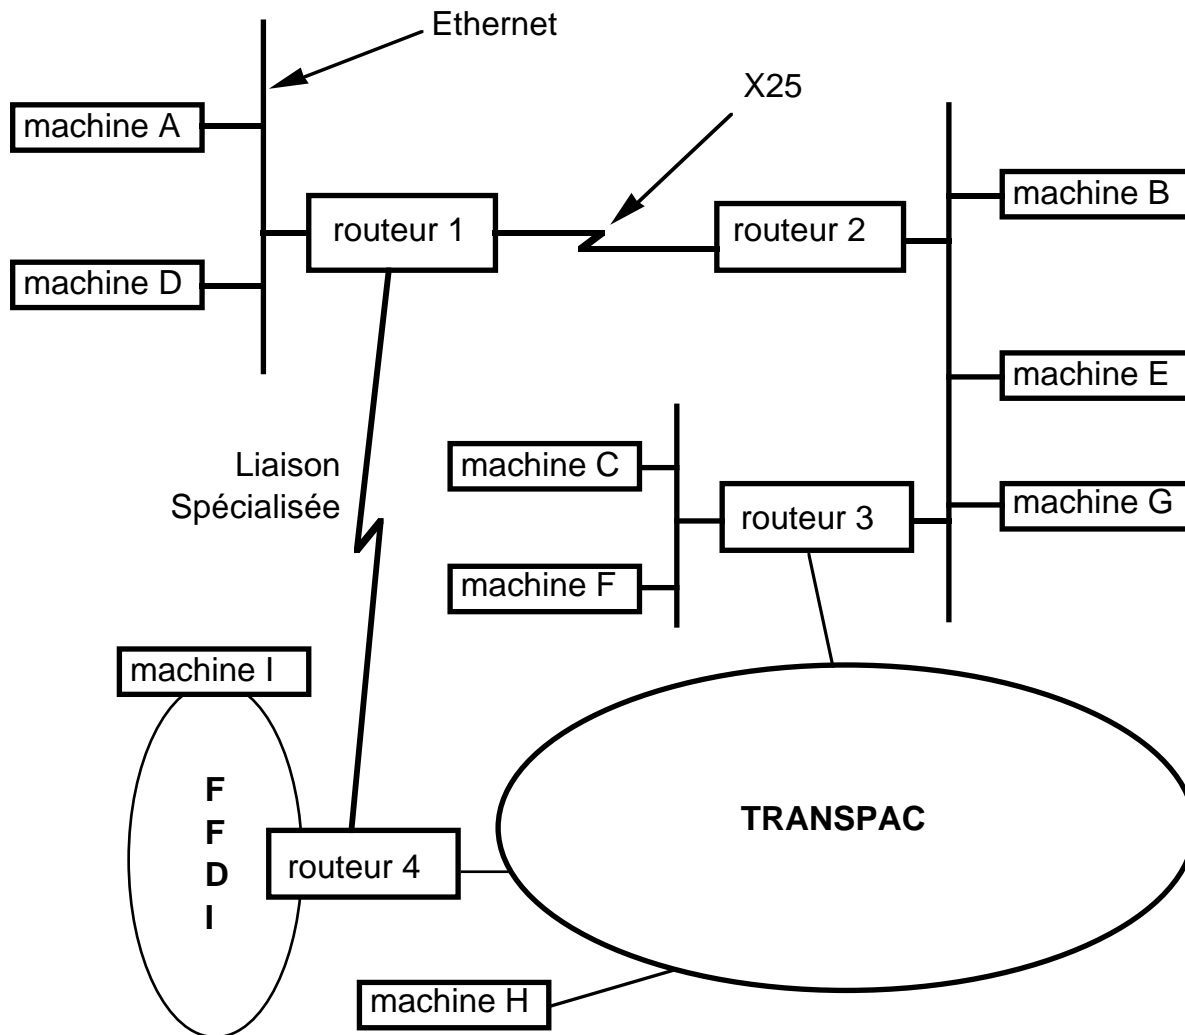 Ethernet
X25
machine A
machine B
routeur 1
routeur 2
machine D
machine E
Liaison
Spécialisée
machine C
machine G
routeur 3
machine F
machine I
F
F
D
I
TRANSPAC
routeur 4
machine H